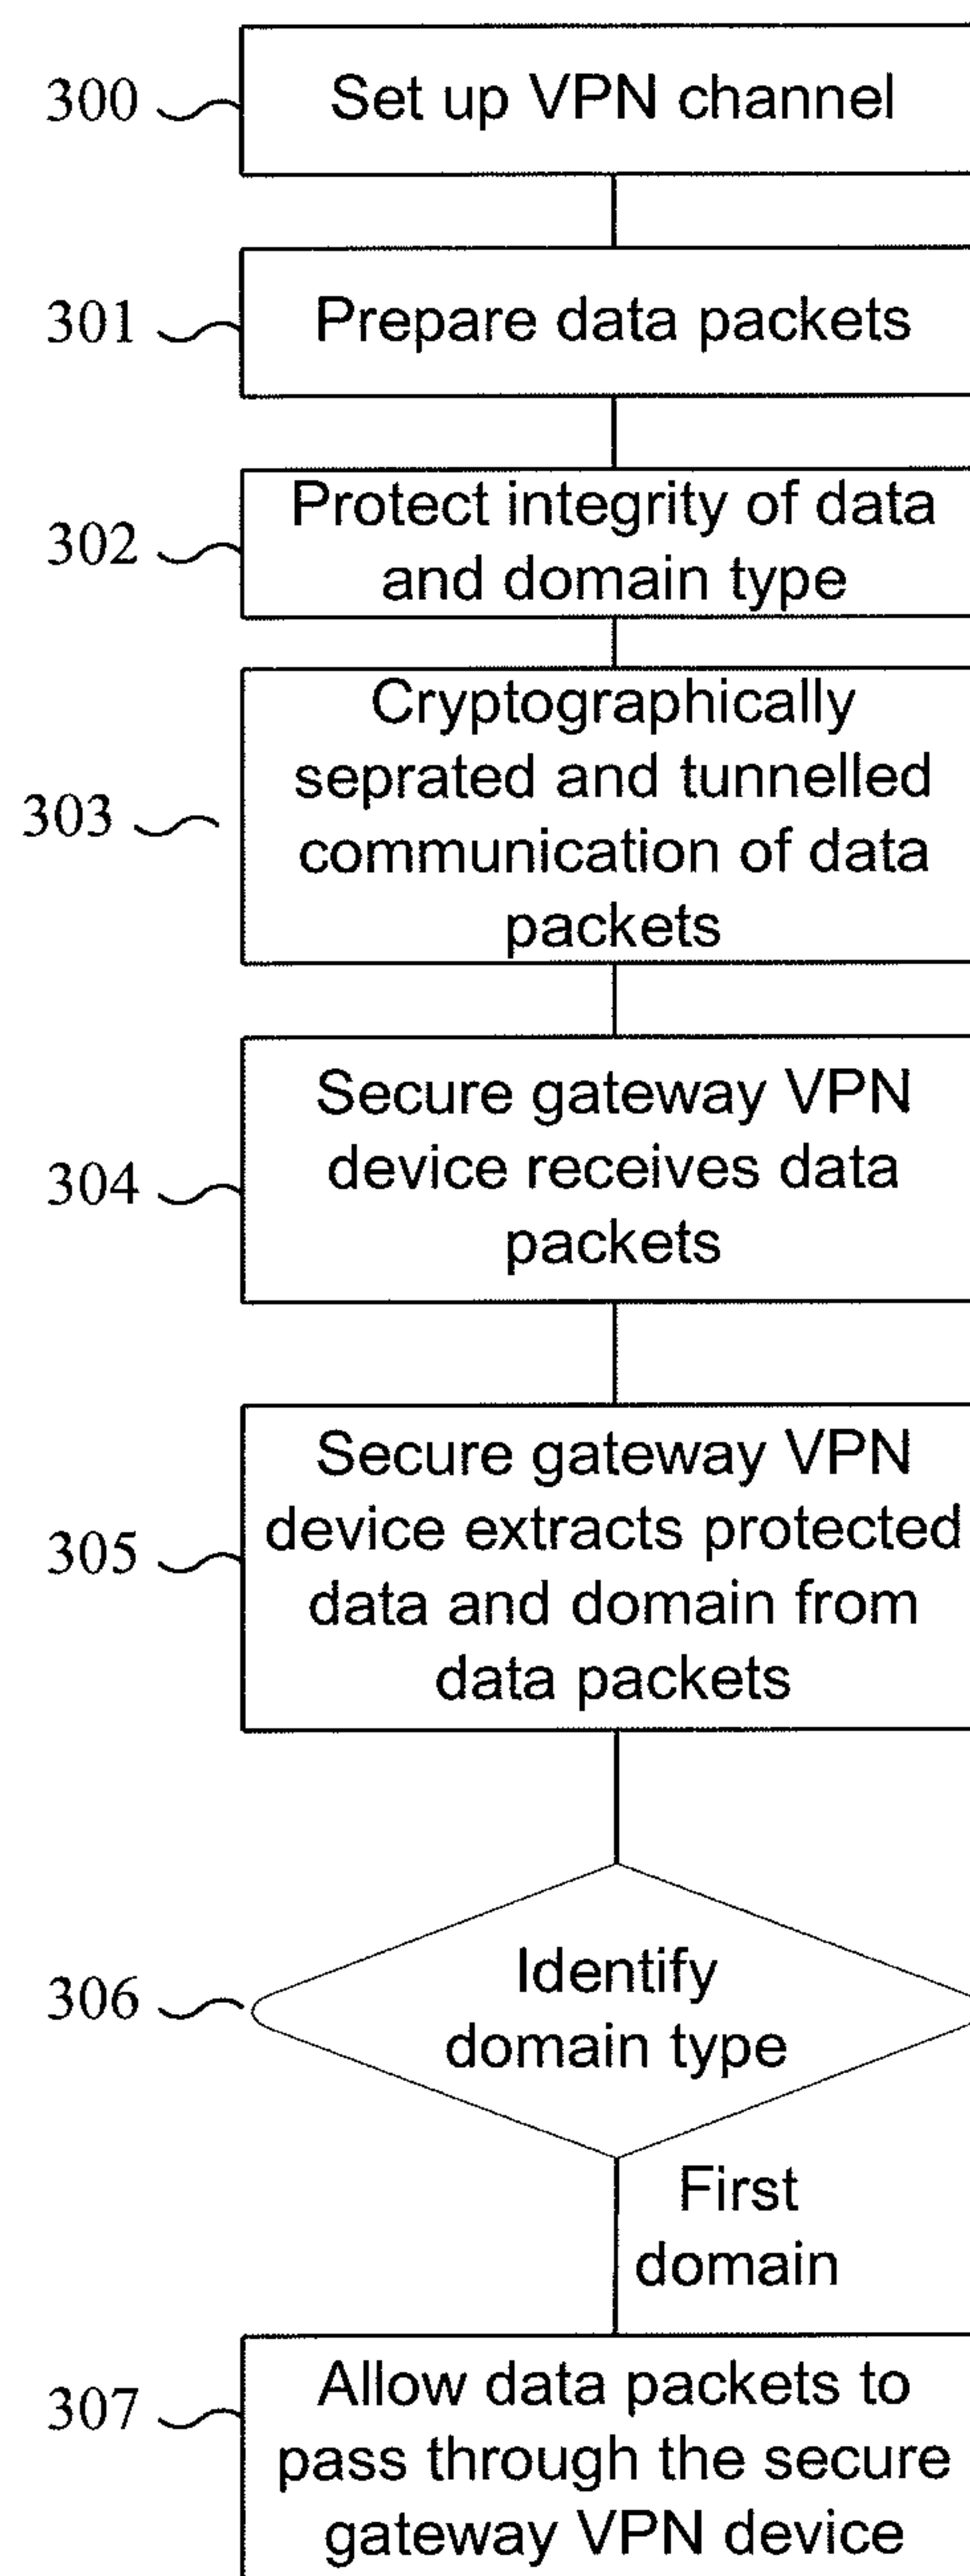 300
Set up VPN channel
301
Prepare data packets
302
Protect integrity of data
and domain type
303
Cryptographically
seprated and tunnelled
communication of data
packets
304
Secure gateway VPN
device receives data
packets
305
Secure gateway VPN
device extracts protected
data and domain from
data packets
306
Identify
domain type
First
domain
307
Allow data packets to
pass through the secure
gateway VPN device